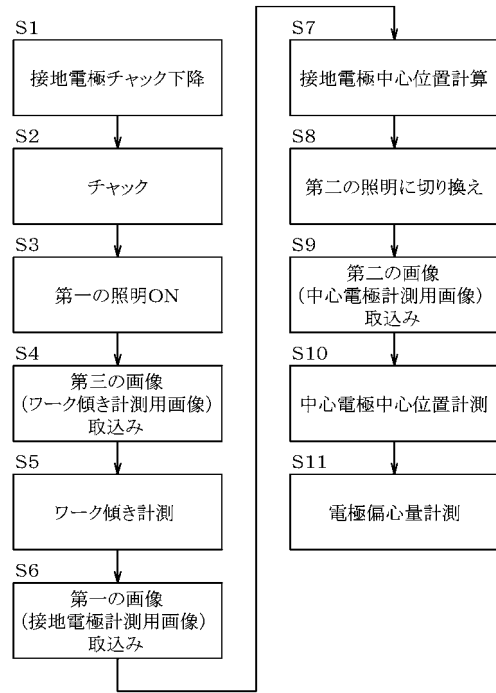 S1
接地電極チャック下降
S2
チャック
S3
第一の照明ON
S4
第三の画像
(ワーク傾き計測用画像)
取込み
S5
ワーク傾き計測
S6
第一の画像
(接地電極計測用画像)
取込み
S7
接地電極中心位置計算
S8
第二の照明に切り換え
S9
第二の画像
(中心電極計測用画像)
取込み
S10
中心電極中心位置計測
S11
電極偏心量計測